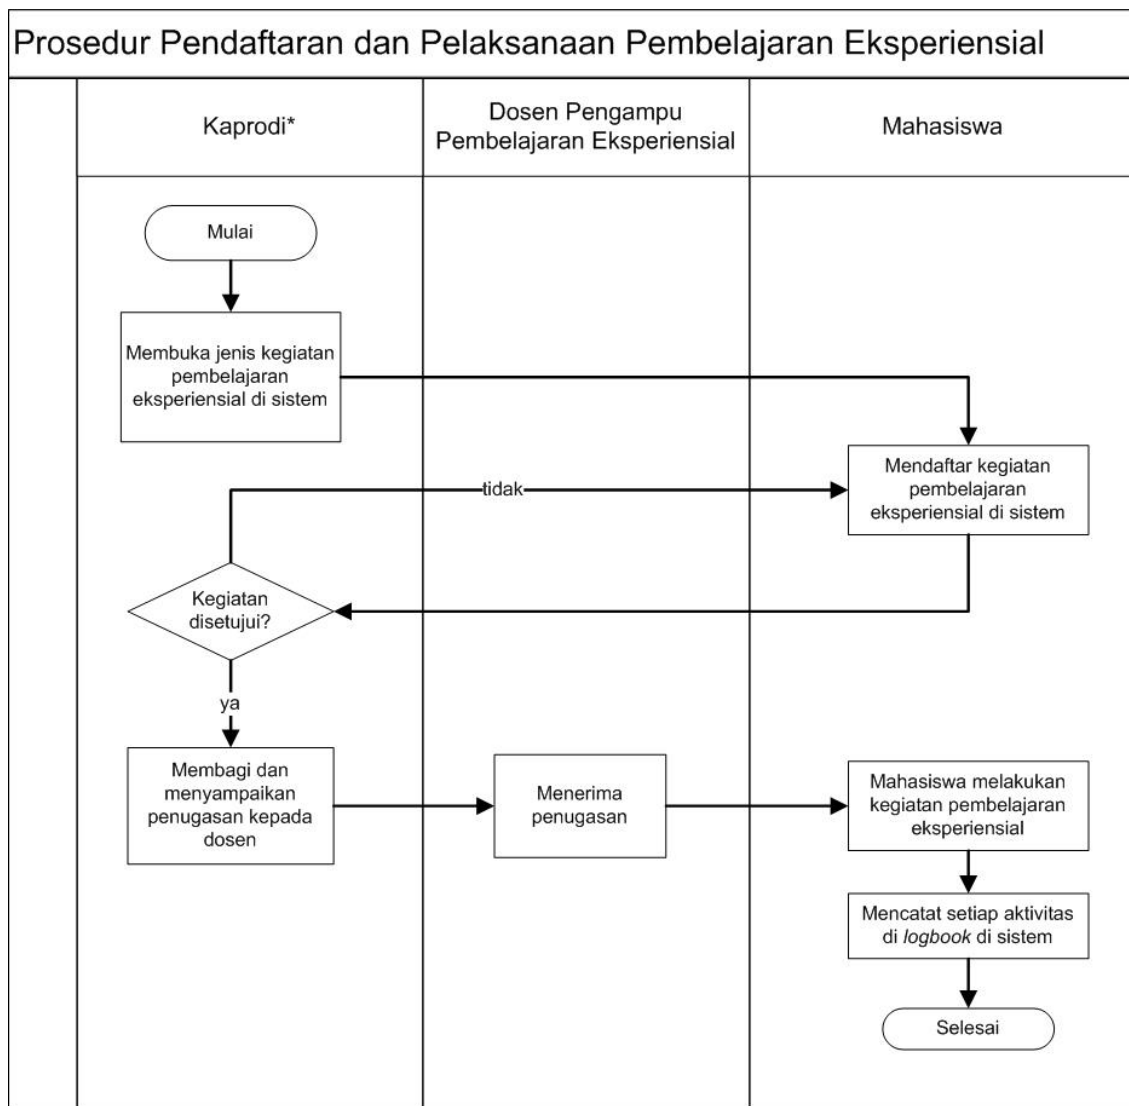 Prosedur Pendaftaran dan Pelaksanaan Pembelajaran Eksperiensial
Kaprodi*
Dosen Pengampu
Pembelajaran Eksperiensial
Mahasiswa
Mulai
Membuka jenis kegiatan
pembelajaran
eksperiensial di sistem
Mendaftar kegiatan
pembelajaran
eksperiensial di sistem
tidak
Kegiatan
disetujui?
ya
Membagi dan
menyampaikan
penugasan kepada
dosen
Menerima
penugasan
Mahasiswa melakukan
kegiatan pembelajaran
eksperiensial
Mencatat setiap aktivitas
di logbook di sistem
Selesai